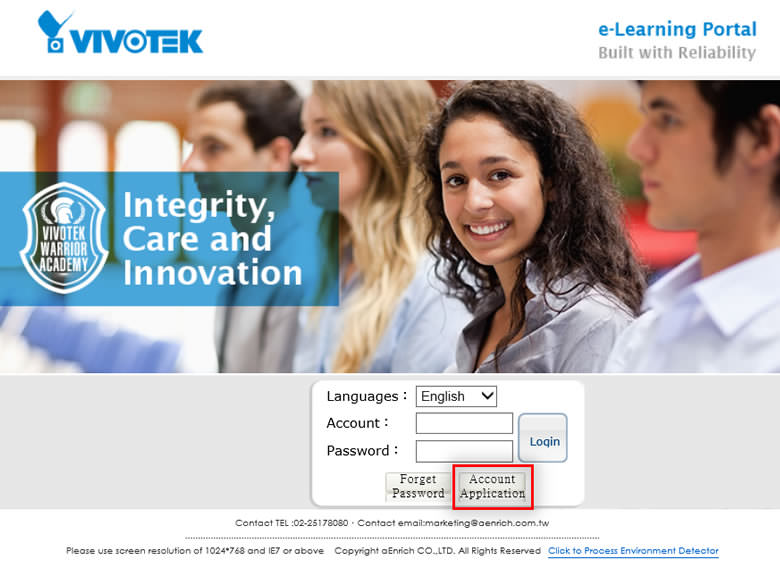 VIVOTEK
e-Learning Portal
Built with Reliability
VIVOTEK
WARRIOR
ACADEMY
Integrity,
Care and
Innovation
Languages：
English
Account：
Password：
Login
Forget
Password
Account
Application
Contact TEL :02-25178080‧Contact email:marketing@aenrich.com.tw
Please use screen resolution of 1024*768 and IE7 or above Copyright aEnrich CO.,LTD. All Rights Reserved Click to Process Environment Detector